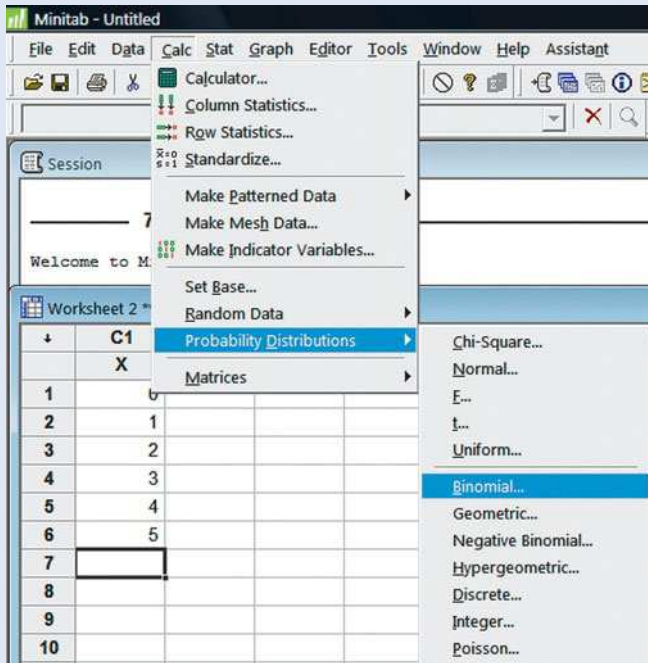 Minitab - Untitled
File Edit Data Calc Stat Graph Editor Tools Window Help Assistant
Calculator...
Column Statistics...
Row Statistics...
Standardize...
Make Patterned Data
Make Mesh Data...
Make Indicator Variables...
Set Base...
Random Data
Probability Distributions
Matrices
Chi-Square...
Normal...
F...
t...
Uniform...
Binomial...
Geometric...
Negative Binomial...
Hypergeometric...
Discrete...
Integer...
Poisson...
Session
7
Welcome to M
Worksheet 2
C1
X
1 0
2 1
3 2
4 3
5 4
6 5
7
8
9
10